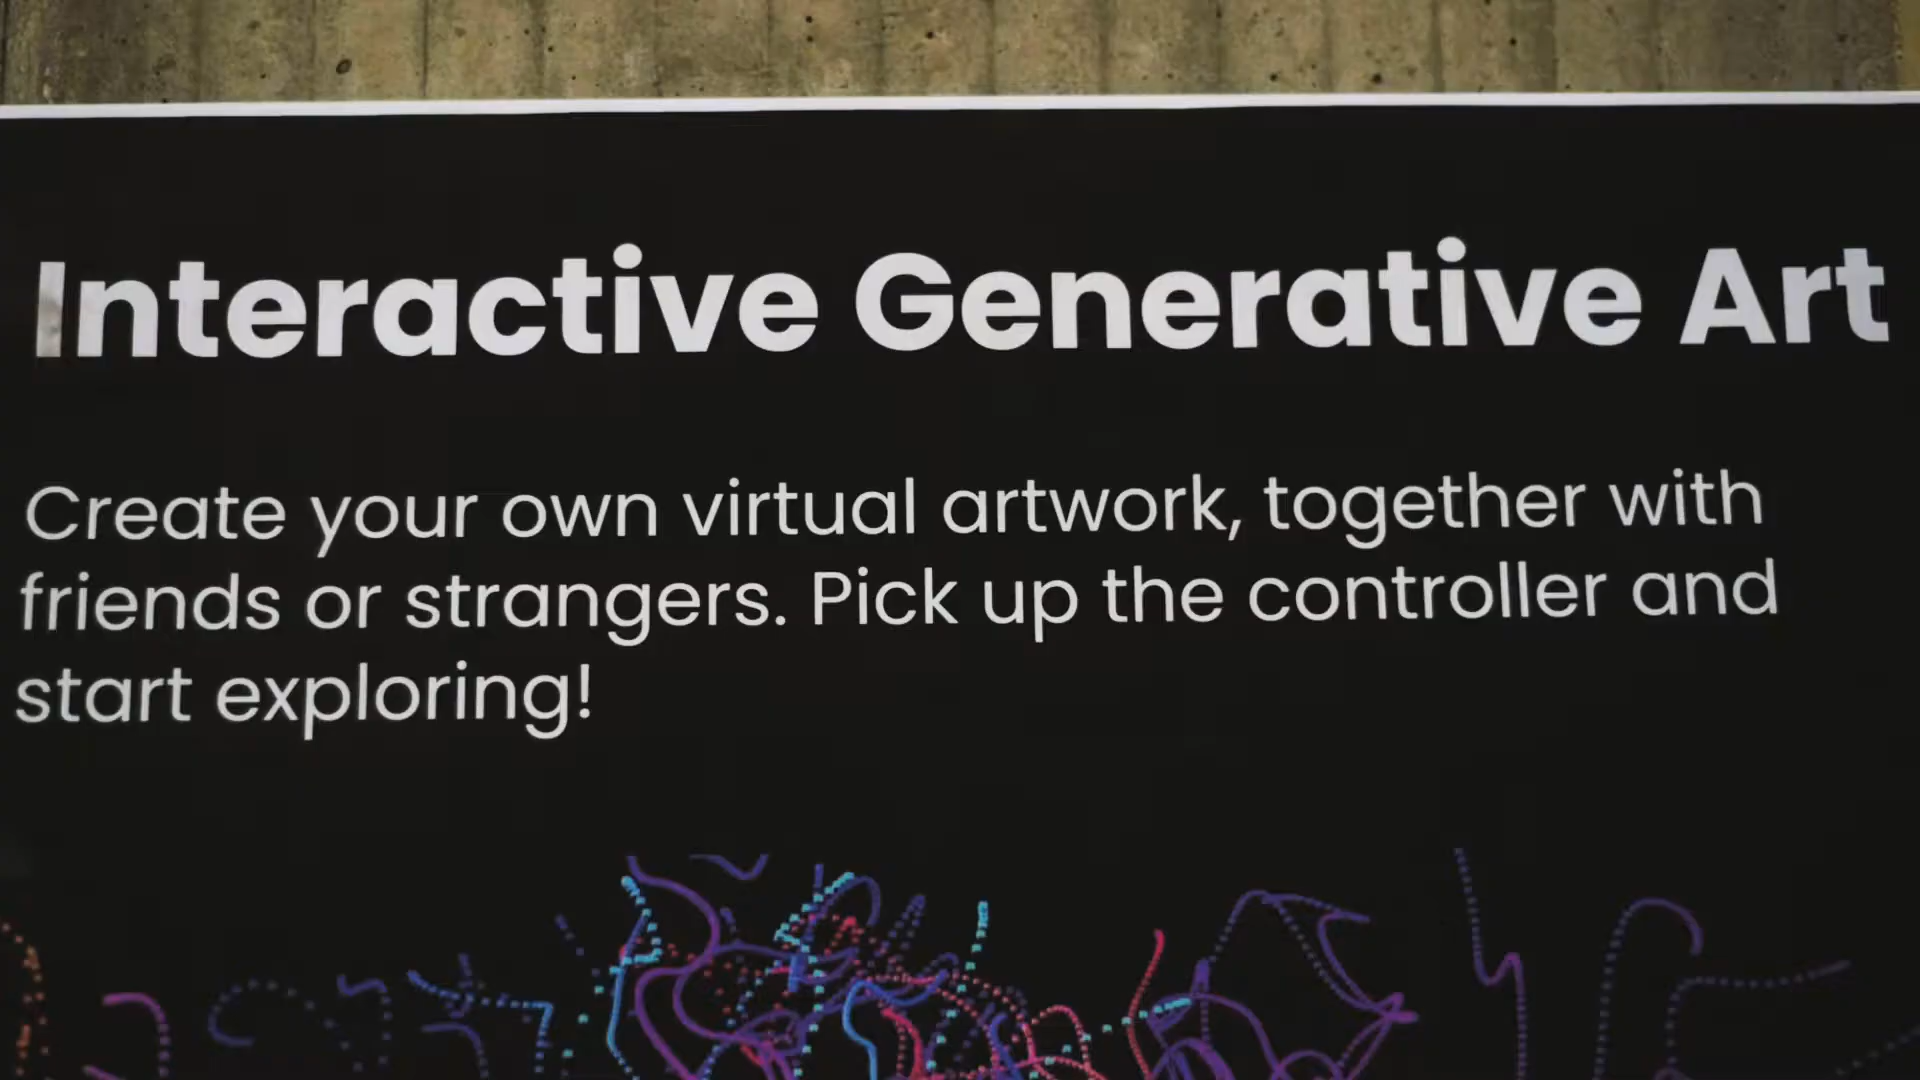 Interactive Generative Art
Create your own virtual artwork, together with
friends or strangers. Pick up the controller and
start exploring!